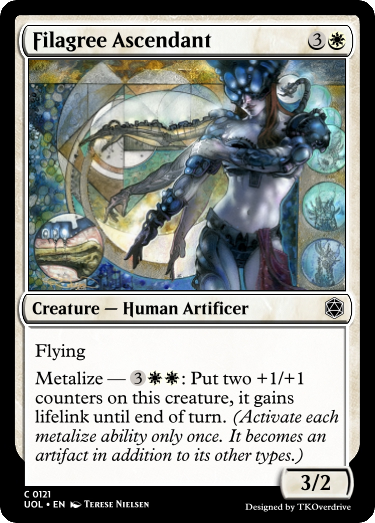 Filagree Ascendant 3
Creature — Human Artificer
Flying
Metalize — 3: Put two +1/+1
counters on this creature, it gains
lifelink until end of turn. (Activate each
metalize ability only once. It becomes an
artifact in addition to its other types.)
3/2
C 0121
UOL • EN Terese Nielsen
Designed by TKOverdrive